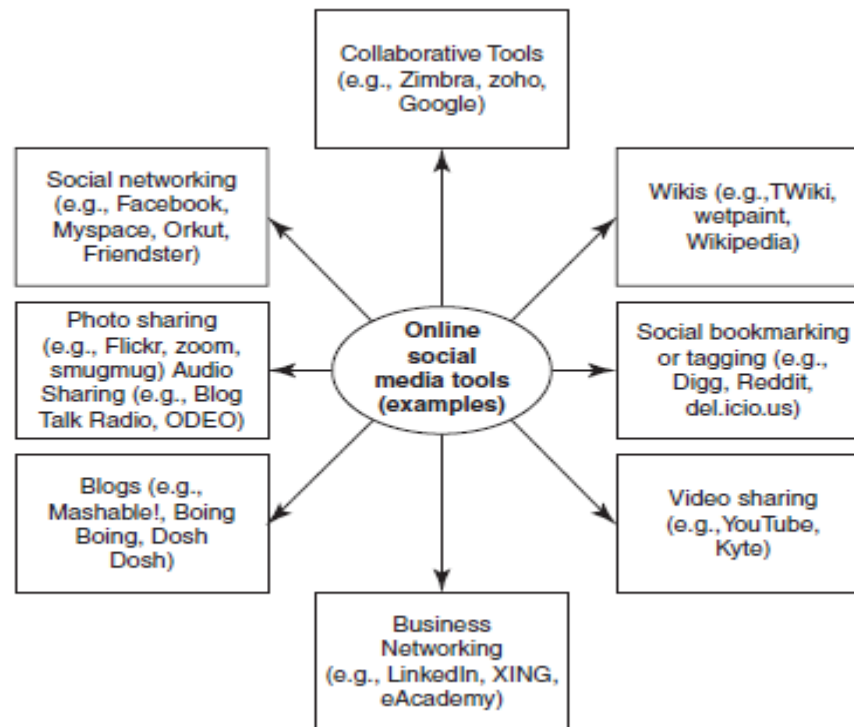 Collaborative Tools
(e.g., Zimbra, zoho,
Google)
Social networking
(e.g., Facebook,
Myspace, Orkut,
Friendster)
Wikis (e.g.,TWiki,
wetpaint,
Wikipedia)
Photo sharing
(e.g., Flickr, zoom,
smugmug) Audio
Sharing (e.g., Blog
Talk Radio, ODEO)
Online
social
media tools
(examples)
Social bookmarking
or tagging (e.g.,
Digg, Reddit,
del.icio.us)
Blogs (e.g.,
Mashable!, Boing
Boing, Dosh
Dosh)
Video sharing
(e.g.,YouTube,
Kyte)
Business
Networking
(e.g., LinkedIn, XING,
eAcademy)